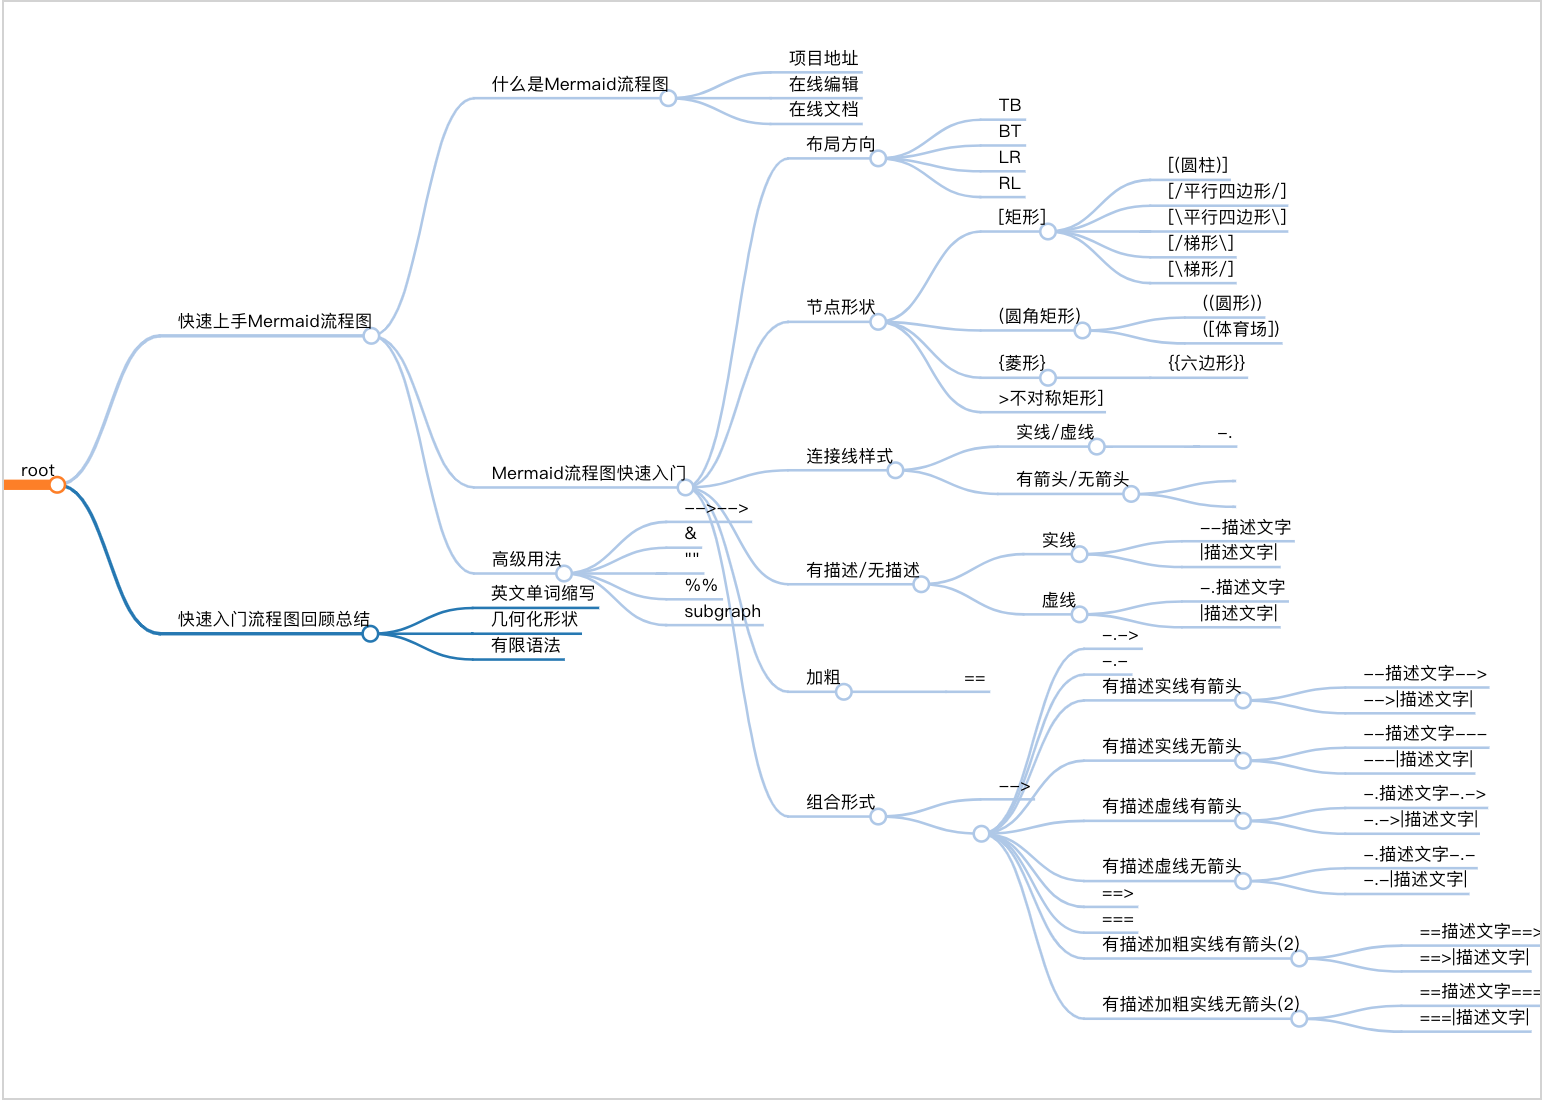 root
快速上手Mermaid流程图
什么是Mermaid流程图
项目地址
在线编辑
在线文档
Mermaid流程图快速入门
布局方向
TB
BT
LR
RL
节点形状
[矩形]
[(圆柱)]
[/平行四边形/]
[\平行四边形\]
[/梯形\]
[\梯形/]
(圆角矩形)
((圆形))
([体育场])
{菱形}
{{六边形}}
>不对称矩形]
连接线样式
实线/虚线
-.
有箭头/无箭头
有描述/无描述
实线
--描述文字
|描述文字|
虚线
-.描述文字
|描述文字|
加粗
==
组合形式
-->
-.->
-.-
有描述实线有箭头
--描述文字-->
-->|描述文字|
有描述实线无箭头
--描述文字---
---|描述文字|
有描述虚线有箭头
-.描述文字-.->
-.->|描述文字|
有描述虚线无箭头
-.描述文字-.-
-.-|描述文字|
==>
===
有描述加粗实线有箭头(2)
==描述文字==>
==>|描述文字|
有描述加粗实线无箭头(2)
==描述文字===
===|描述文字|
高级用法
-->-->
&
""
%%
subgraph
快速入门流程图回顾总结
英文单词缩写
几何化形状
有限语法